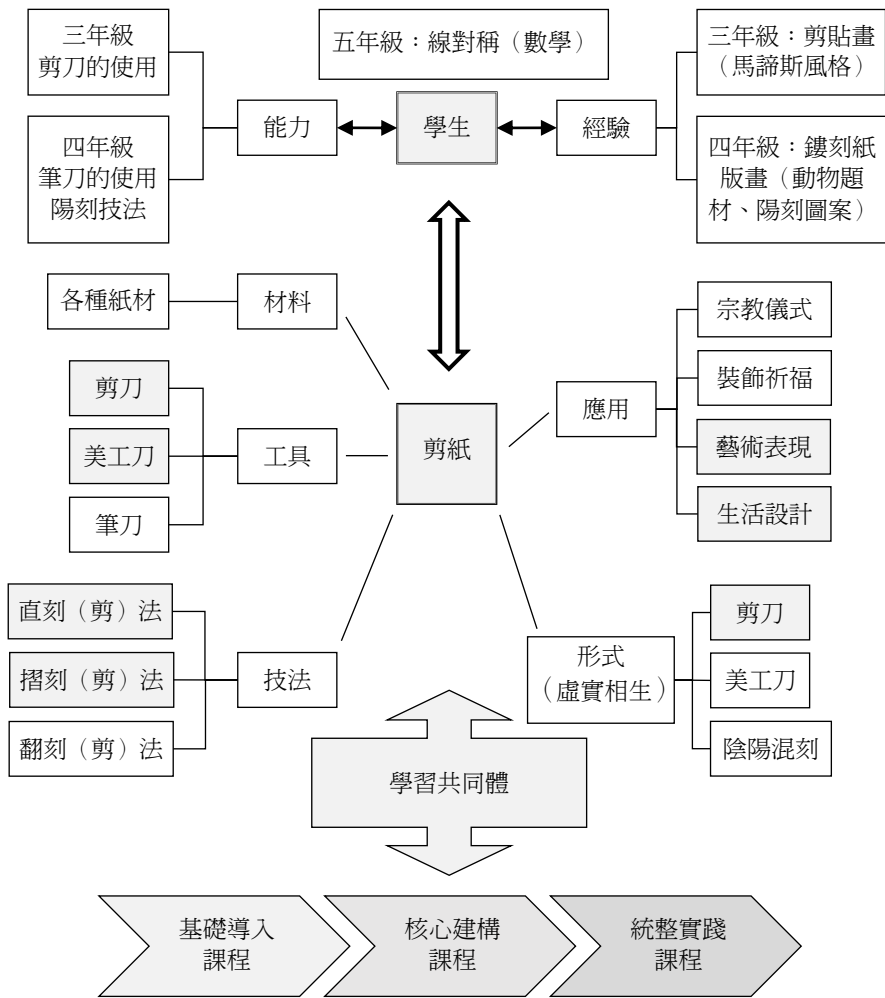 三年級
剪刀的使用
五年級：線對稱（數學）
三年級：剪貼畫
（馬諦斯風格）
能力
學生
經驗
四年級
筆刀的使用
陽刻技法
四年級：鏤刻紙
版畫（動物題
材、陽刻圖案）
各種紙材
材料
宗教儀式
裝飾祈福
剪刀
應用
美工刀
工具
剪紙
藝術表現
筆刀
生活設計
直刻（剪）法
剪刀
摺刻（剪）法
技法
形式
（虛實相生）
美工刀
翻刻（剪）法
陰陽混刻
學習共同體
基礎導入
課程
核心建構
課程
統整實踐
課程